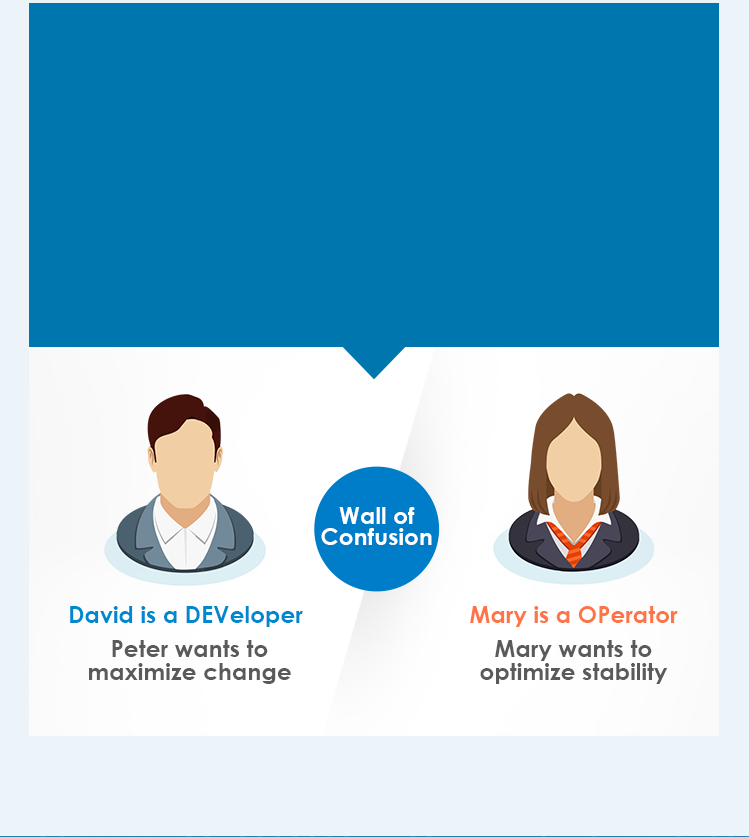 Wall of
Confusion
David is a DEVeloper
Peter wants to
maximize change
Mary is a OPerator
Mary wants to
optimize stability